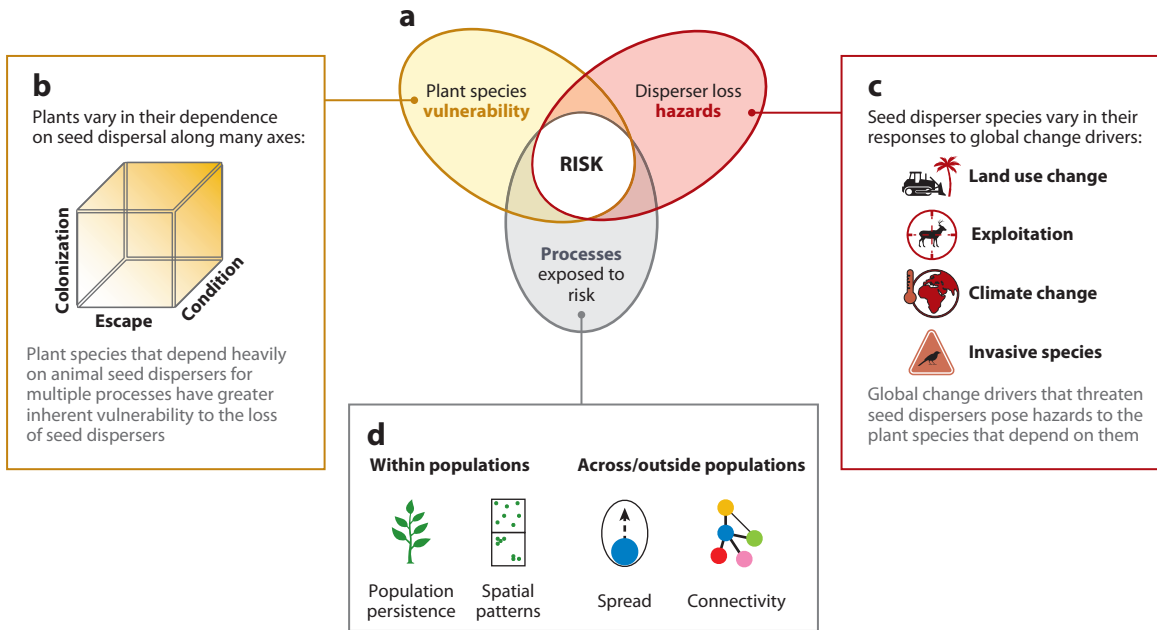 a
Plant species
vulnerability
Disperser loss
hazards
RISK
Processes
exposed to
risk
b
Plants vary in their dependence
on seed dispersal along many axes:
Colonization
Escape
Condition
Plant species that depend heavily
on animal seed dispersers for
multiple processes have greater
inherent vulnerability to the loss
of seed dispersers
c
Seed disperser species vary in their
responses to global change drivers:
Land use change
Exploitation
Climate change
Invasive species
Global change drivers that threaten
seed dispersers pose hazards to the
plant species that depend on them
d
Within populations
Across/outside populations
Population
persistence
Spatial
patterns
Spread
Connectivity